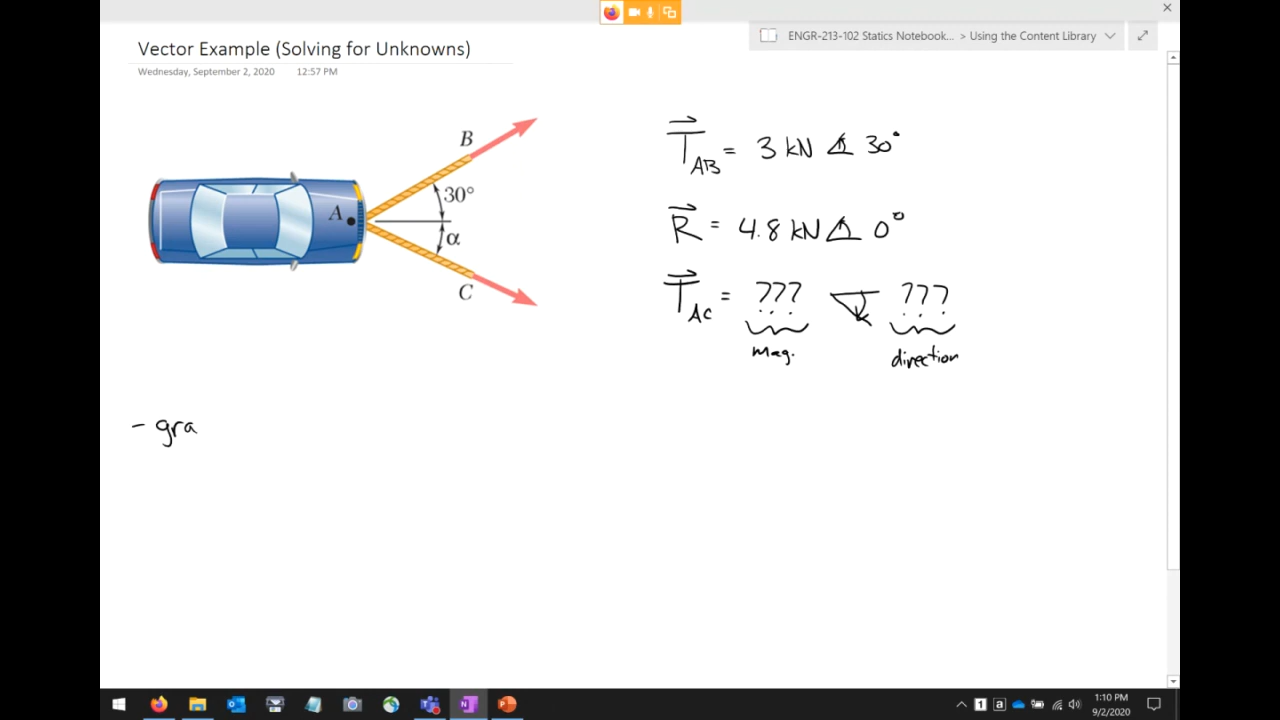 ENGR-213-102 Statics Notebook... > Using the Content Library
Vector Example (Solving for Unknowns)
Wednesday, September 2, 2020 12:57 PM
B
30°
A
α
C
T⃗AB = 3 kN ∡ 30°
R⃗ = 4.8 kN ∡ 0°
T⃗AC = ??? ∡ ???
mag. direction
- gra
1:10 PM
9/2/2020